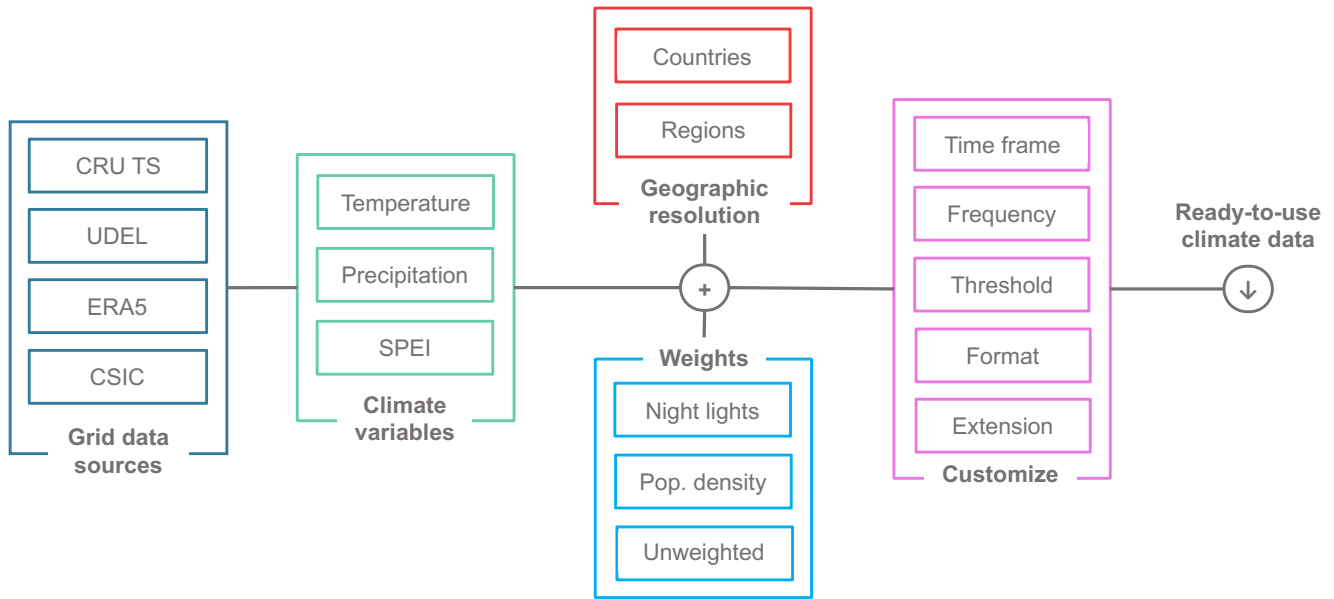 CRU TS
UDEL
ERA5
CSIC
Grid data
sources
Temperature
Precipitation
SPEI
Climate
variables
Countries
Regions
Geographic
resolution
+
Weights
Night lights
Pop. density
Unweighted
Time frame
Frequency
Threshold
Format
Extension
Customize
Ready-to-use
climate data